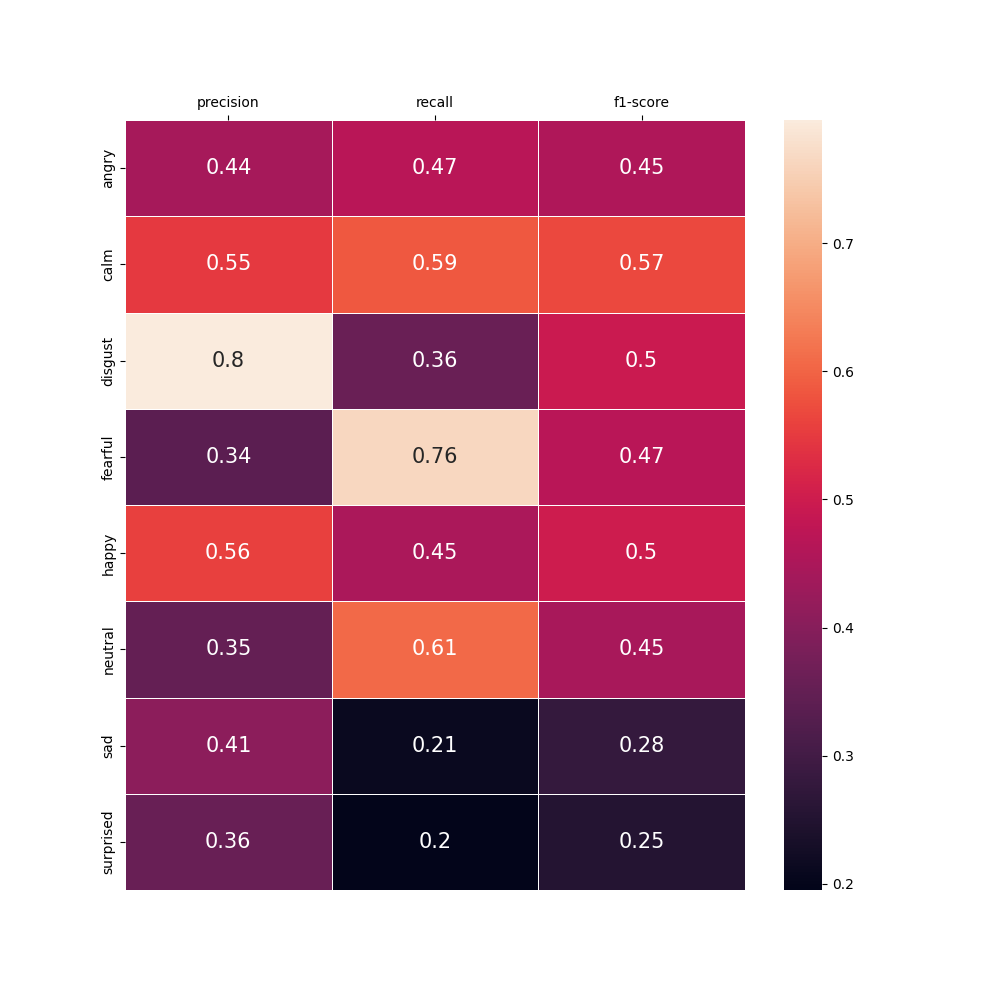 precision recall f1-score
angry 0.44 0.47 0.45
0.7
calm 0.55 0.59 0.57
disgust 0.8 0.36 0.5
0.6
fearful 0.34 0.76 0.47
0.5
happy 0.56 0.45 0.5
0.4
neutral 0.35 0.61 0.45
sad 0.41 0.21 0.28
0.3
surprised 0.36 0.2 0.25
0.2